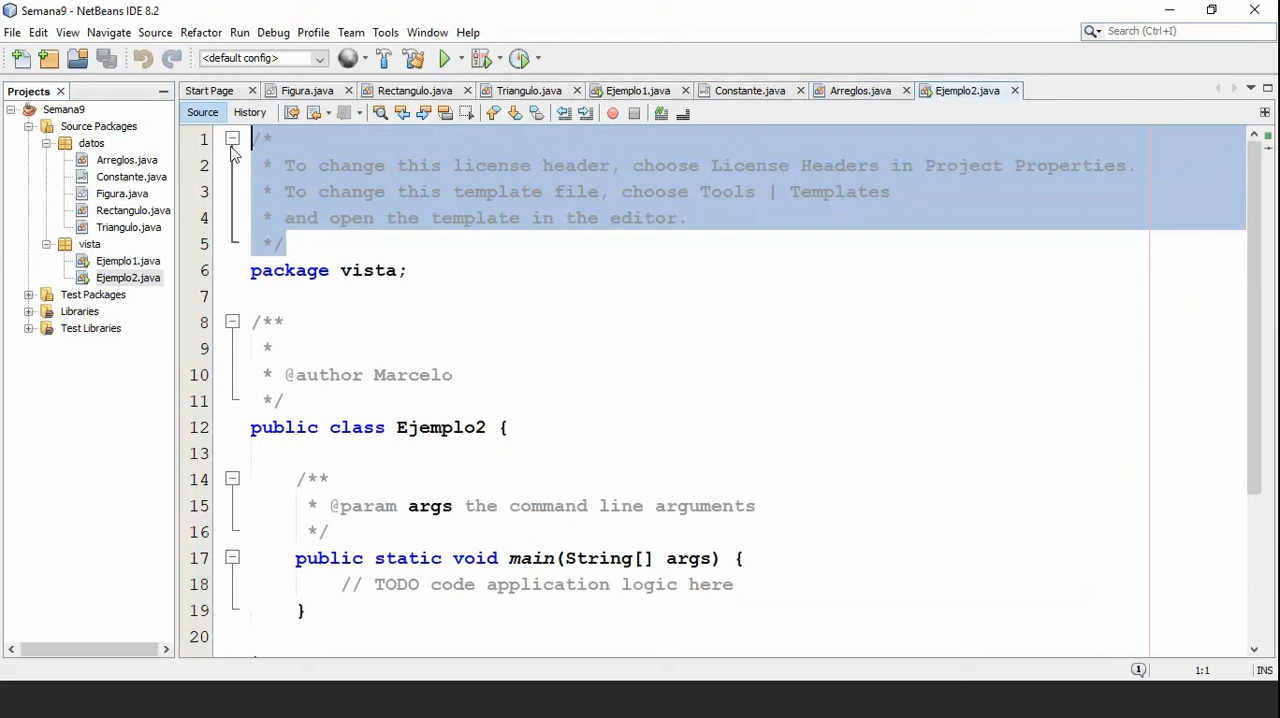 Semana9 - NetBeans IDE 8.2
File Edit View Navigate Source Refactor Run Debug Profile Team Tools Window Help
Search (Ctrl+I)
<default config>
Projects
Start Page Figura.java Rectangulo.java Triangulo.java Ejemplo1.java Constante.java Arreglos.java Ejemplo2.java
Source History
Semana9
Source Packages
datos
Arreglos.java
Constante.java
Figura.java
Rectangulo.java
Triangulo.java
vista
Ejemplo1.java
Ejemplo2.java
Test Packages
Libraries
Test Libraries
1 /*
2 * To change this license header, choose License Headers in Project Properties.
3 * To change this template file, choose Tools | Templates
4 * and open the template in the editor.
5 */
6 package vista;
7
8 /**
9 *
10 * @author Marcelo
11 */
12 public class Ejemplo2 {
13
14 /**
15 * @param args the command line arguments
16 */
17 public static void main(String[] args) {
18 // TODO code application logic here
19 }
20
1:1 INS